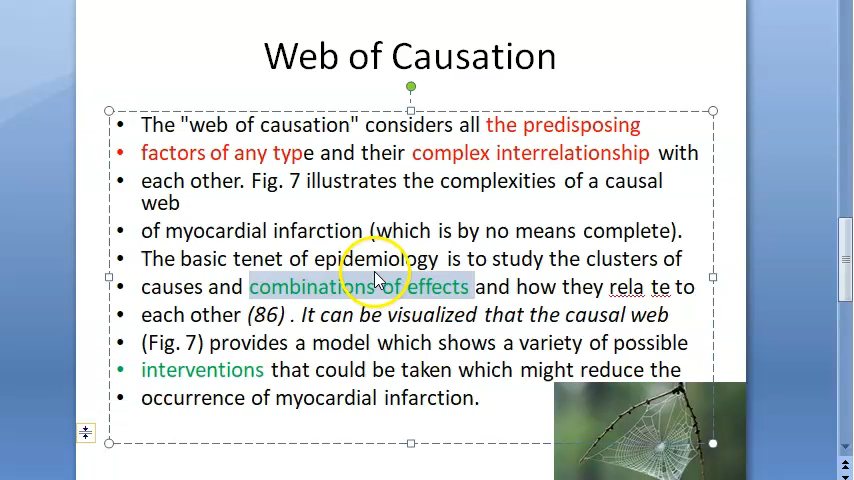 Web of Causation
• The "web of causation" considers all the predisposing
• factors of any type and their complex interrelationship with
• each other. Fig. 7 illustrates the complexities of a causal
web
• of myocardial infarction (which is by no means complete).
• The basic tenet of epidemiology is to study the clusters of
• causes and combinations of effects and how they rela te to
• each other (86) . It can be visualized that the causal web
• (Fig. 7) provides a model which shows a variety of possible
• interventions that could be taken which might reduce the
• occurrence of myocardial infarction.